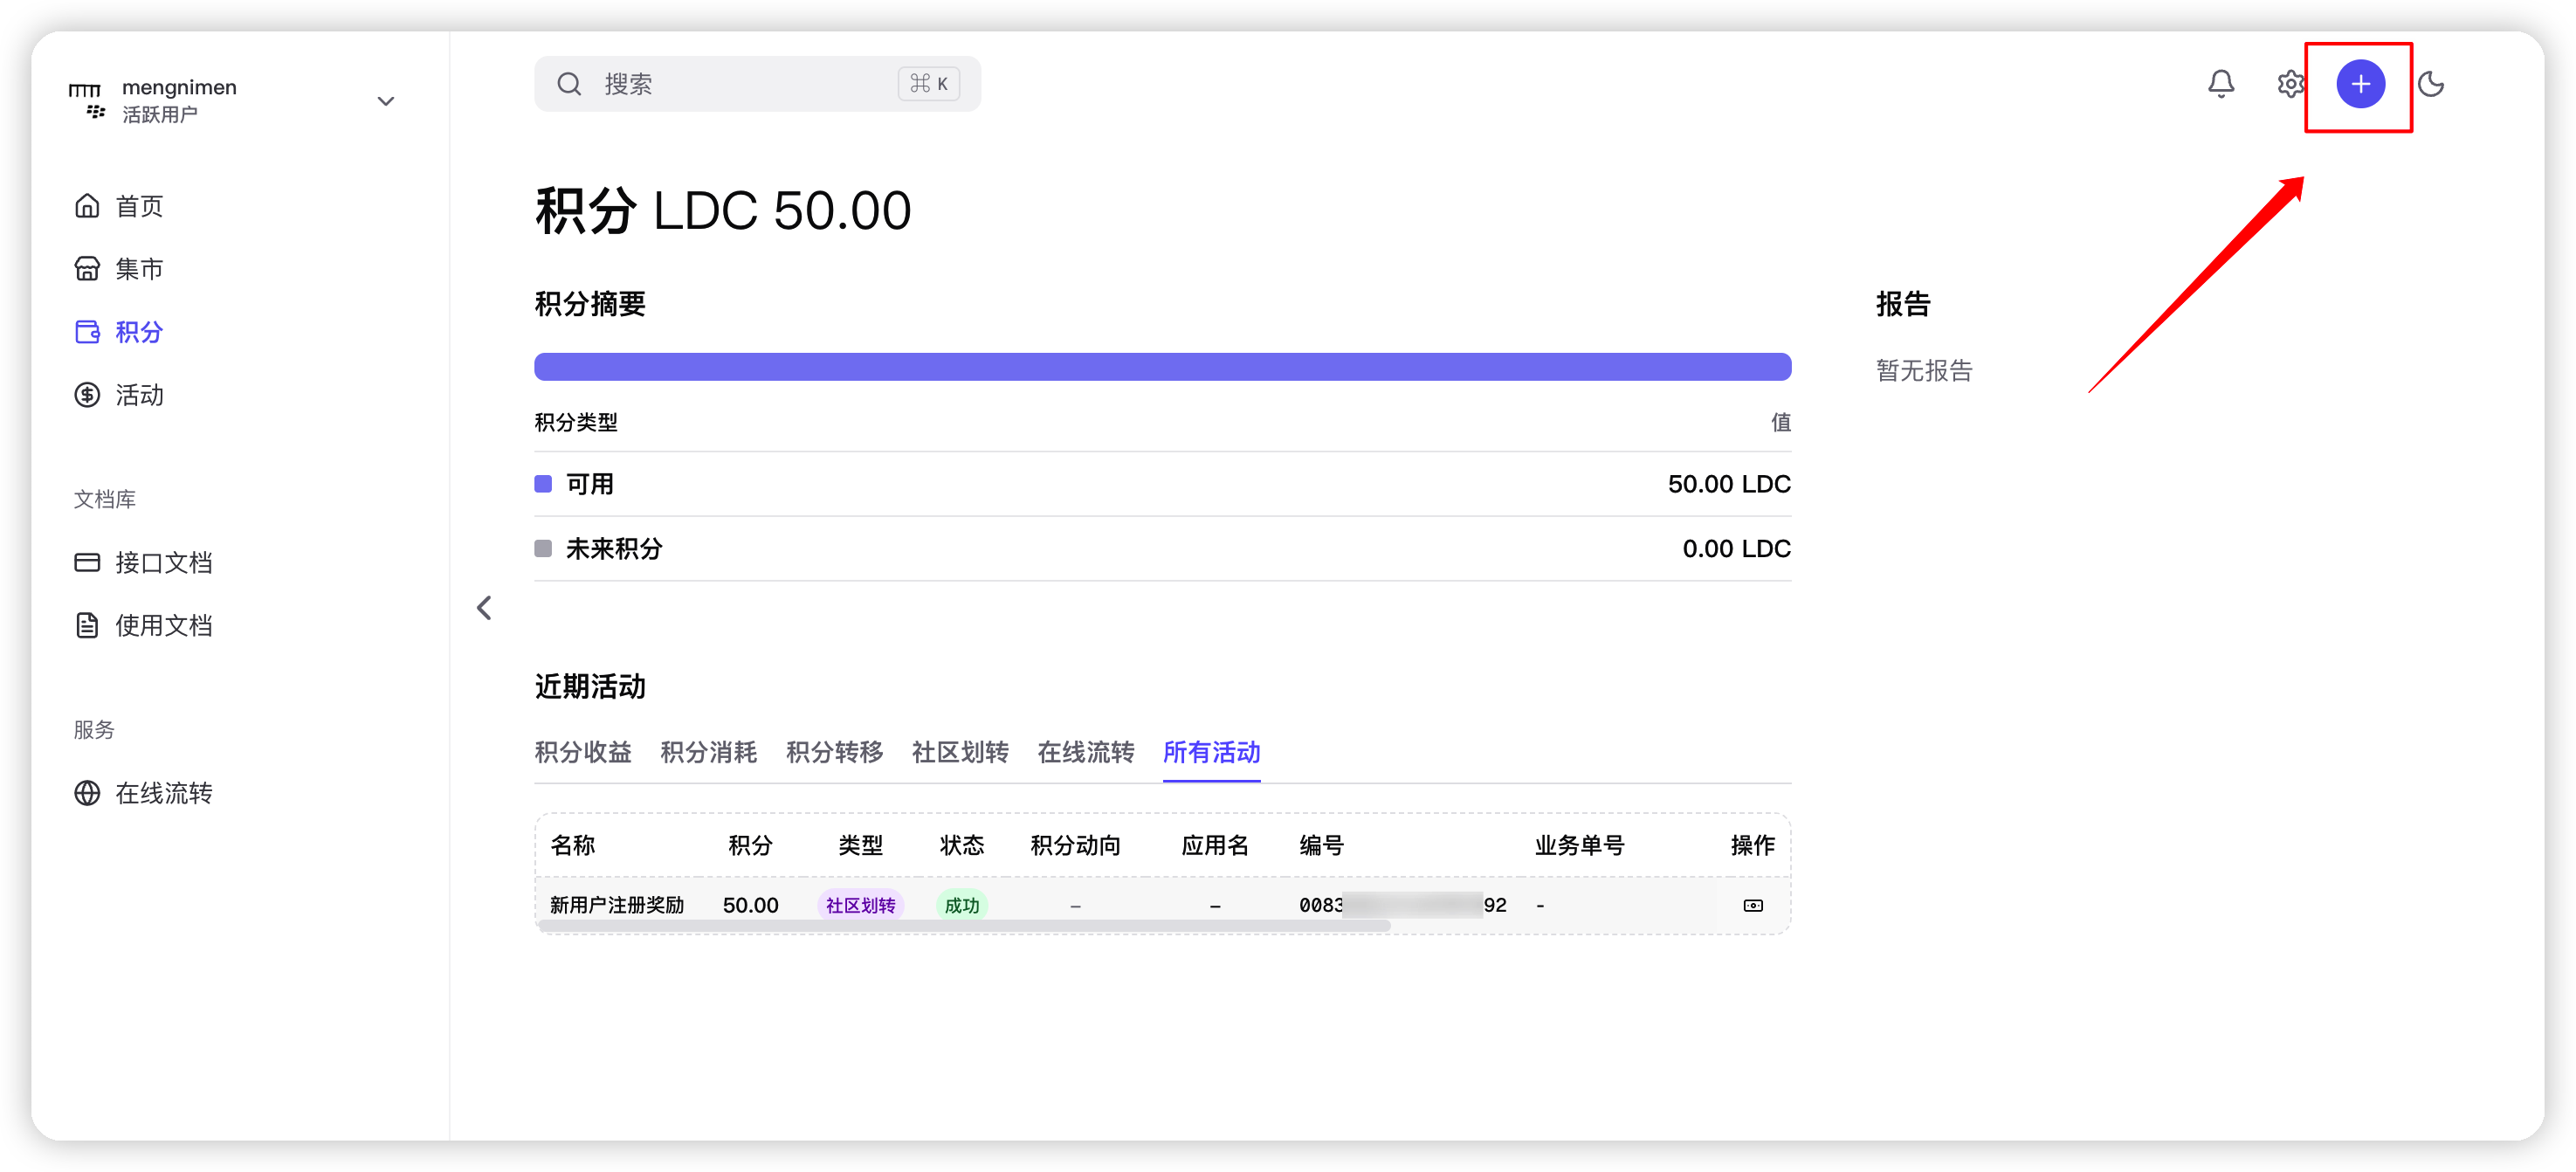 mengnimen
活跃用户
首页
集市
积分
活动
文档库
接口文档
使用文档
服务
在线流转
搜索 ⌘ K
积分 LDC 50.00
积分摘要
积分类型 值
可用 50.00 LDC
未来积分 0.00 LDC
报告
暂无报告
近期活动
积分收益 积分消耗 积分转移 社区划转 在线流转 所有活动
名称 积分 类型 状态 积分动向 应用名 编号 业务单号 操作
新用户注册奖励 50.00 社区划转 成功 – – 0083 92 -